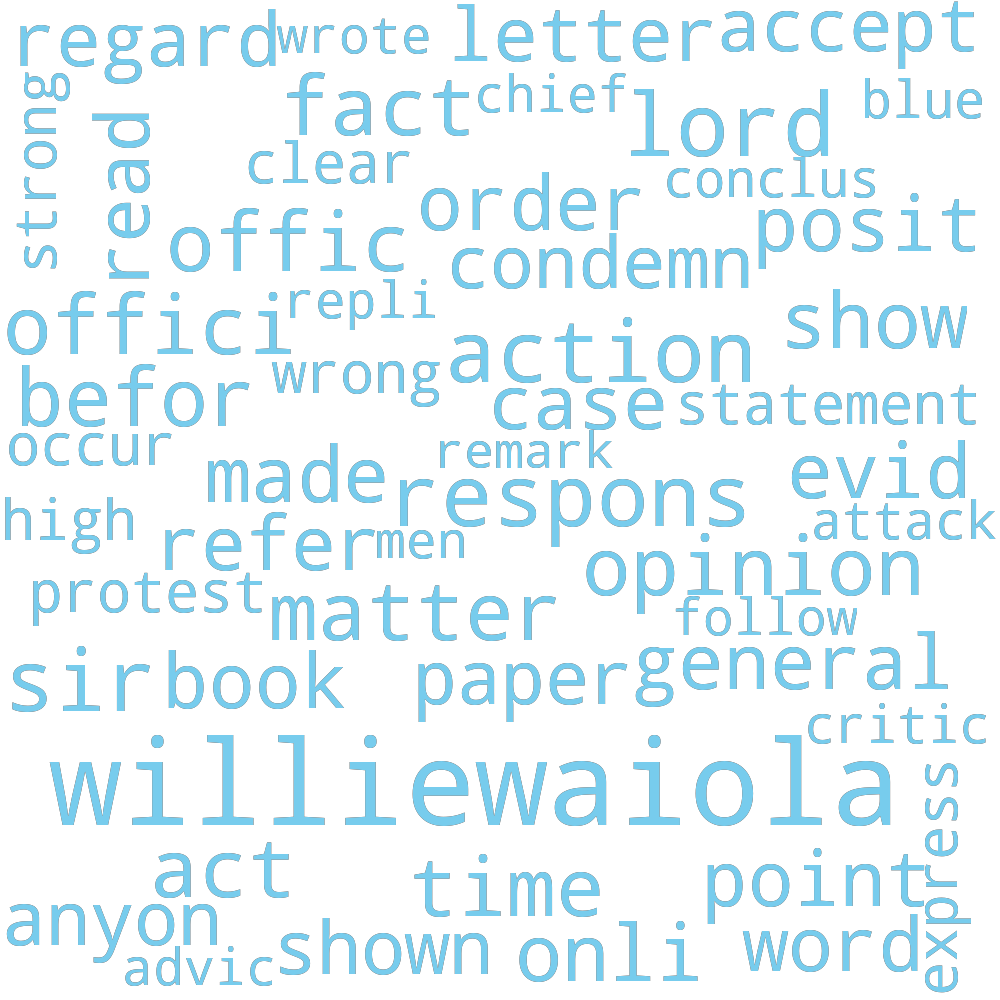 regard wrote letter accept
strong read fact chief lord blue
clear order conclus
offic condemn posit
offici repli action show
befor wrong case statement
occur made remark evid
high refer men respons attack
protest matter opinion follow
sir book paper general
critic
williewaiola
express
act time point
anyon shown onli word
advic